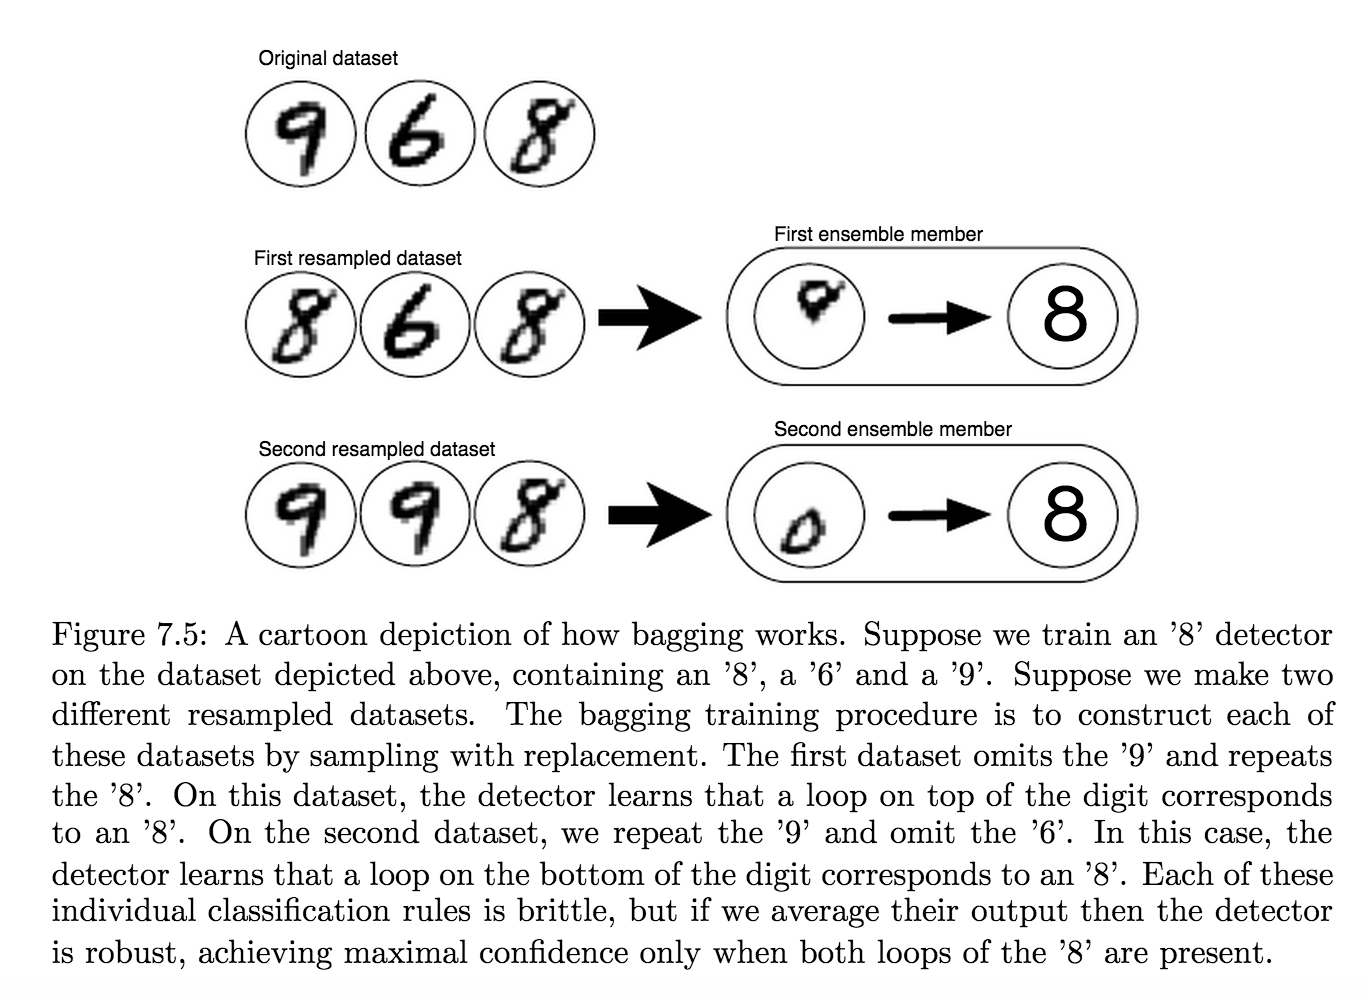 Original dataset
9 6 8
First resampled dataset
8 6 8
First ensemble member
8
Second resampled dataset
9 9 8
Second ensemble member
8
Figure 7.5: A cartoon depiction of how bagging works. Suppose we train an ’8’ detector
on the dataset depicted above, containing an ’8’, a ’6’ and a ’9’. Suppose we make two
different resampled datasets. The bagging training procedure is to construct each of
these datasets by sampling with replacement. The first dataset omits the ’9’ and repeats
the ’8’. On this dataset, the detector learns that a loop on top of the digit corresponds
to an ’8’. On the second dataset, we repeat the ’9’ and omit the ’6’. In this case, the
detector learns that a loop on the bottom of the digit corresponds to an ’8’. Each of these
individual classification rules is brittle, but if we average their output then the detector
is robust, achieving maximal confidence only when both loops of the ’8’ are present.